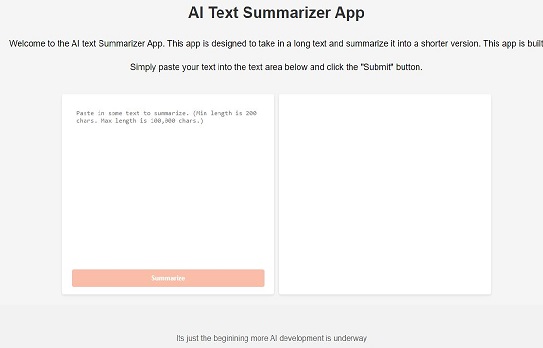 AI Text Summarizer App
Welcome to the AI text Summarizer App. This app is designed to take in a long text and summarize it into a shorter version. This app is built
Simply paste your text into the text area below and click the "Submit" button.
Paste in some text to summarize. (Min length is 200
chars. Max length is 100,000 chars.)
Summarize
Its just the beginining more AI development is underway